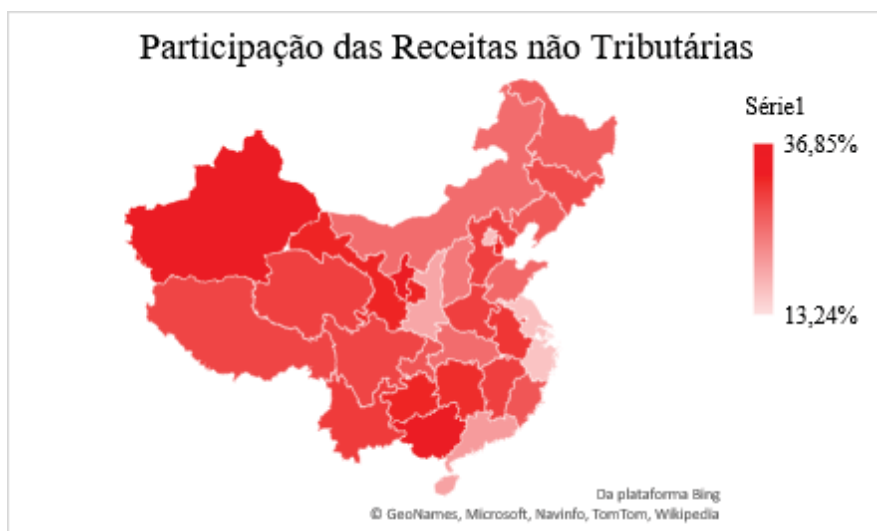 Participação das Receitas não Tributárias
Série1
36,85%
13,24%
Da plataforma Bing
© GeoNames, Microsoft, Navinfo, TomTom, Wikipedia